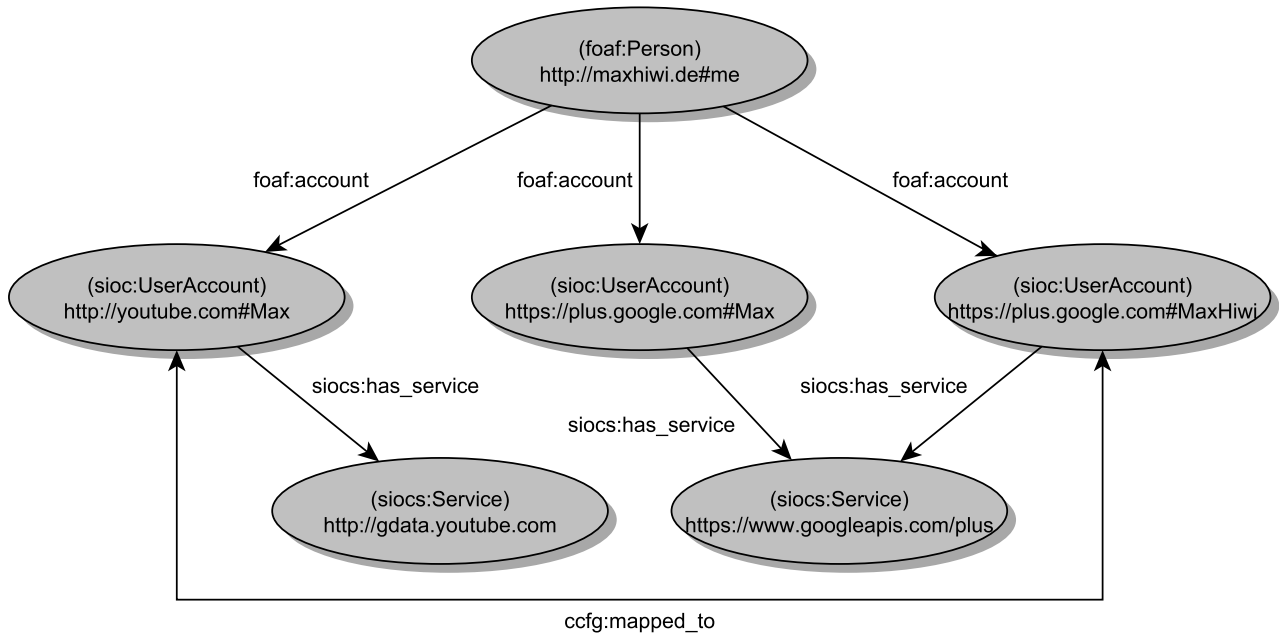 (foaf:Person)
http://maxhiwi.de#me
foaf:account
foaf:account
foaf:account
(sioc:UserAccount)
http://youtube.com#Max
(sioc:UserAccount)
https://plus.google.com#Max
(sioc:UserAccount)
https://plus.google.com#MaxHiwi
siocs:has_service
siocs:has_service
siocs:has_service
(siocs:Service)
http://gdata.youtube.com
(siocs:Service)
https://www.googleapis.com/plus
ccfg:mapped_to